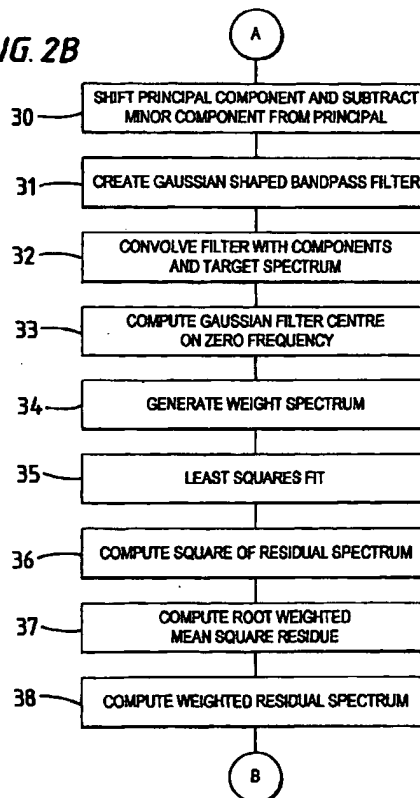 IG. 2B
A
30
SHIFT PRINCIPAL COMPONENT AND SUBTRACT
MINOR COMPONENT FROM PRINCIPAL
31
CREATE GAUSSIAN SHAPED BANDPASS FILTER
32
CONVOLVE FILTER WITH COMPONENTS
AND TARGET SPECTRUM
33
COMPUTE GAUSSIAN FILTER CENTRE
ON ZERO FREQUENCY
34
GENERATE WEIGHT SPECTRUM
35
LEAST SQUARES FIT
36
COMPUTE SQUARE OF RESIDUAL SPECTRUM
37
COMPUTE ROOT WEIGHTED
MEAN SQUARE RESIDUE
38
COMPUTE WEIGHTED RESIDUAL SPECTRUM
B